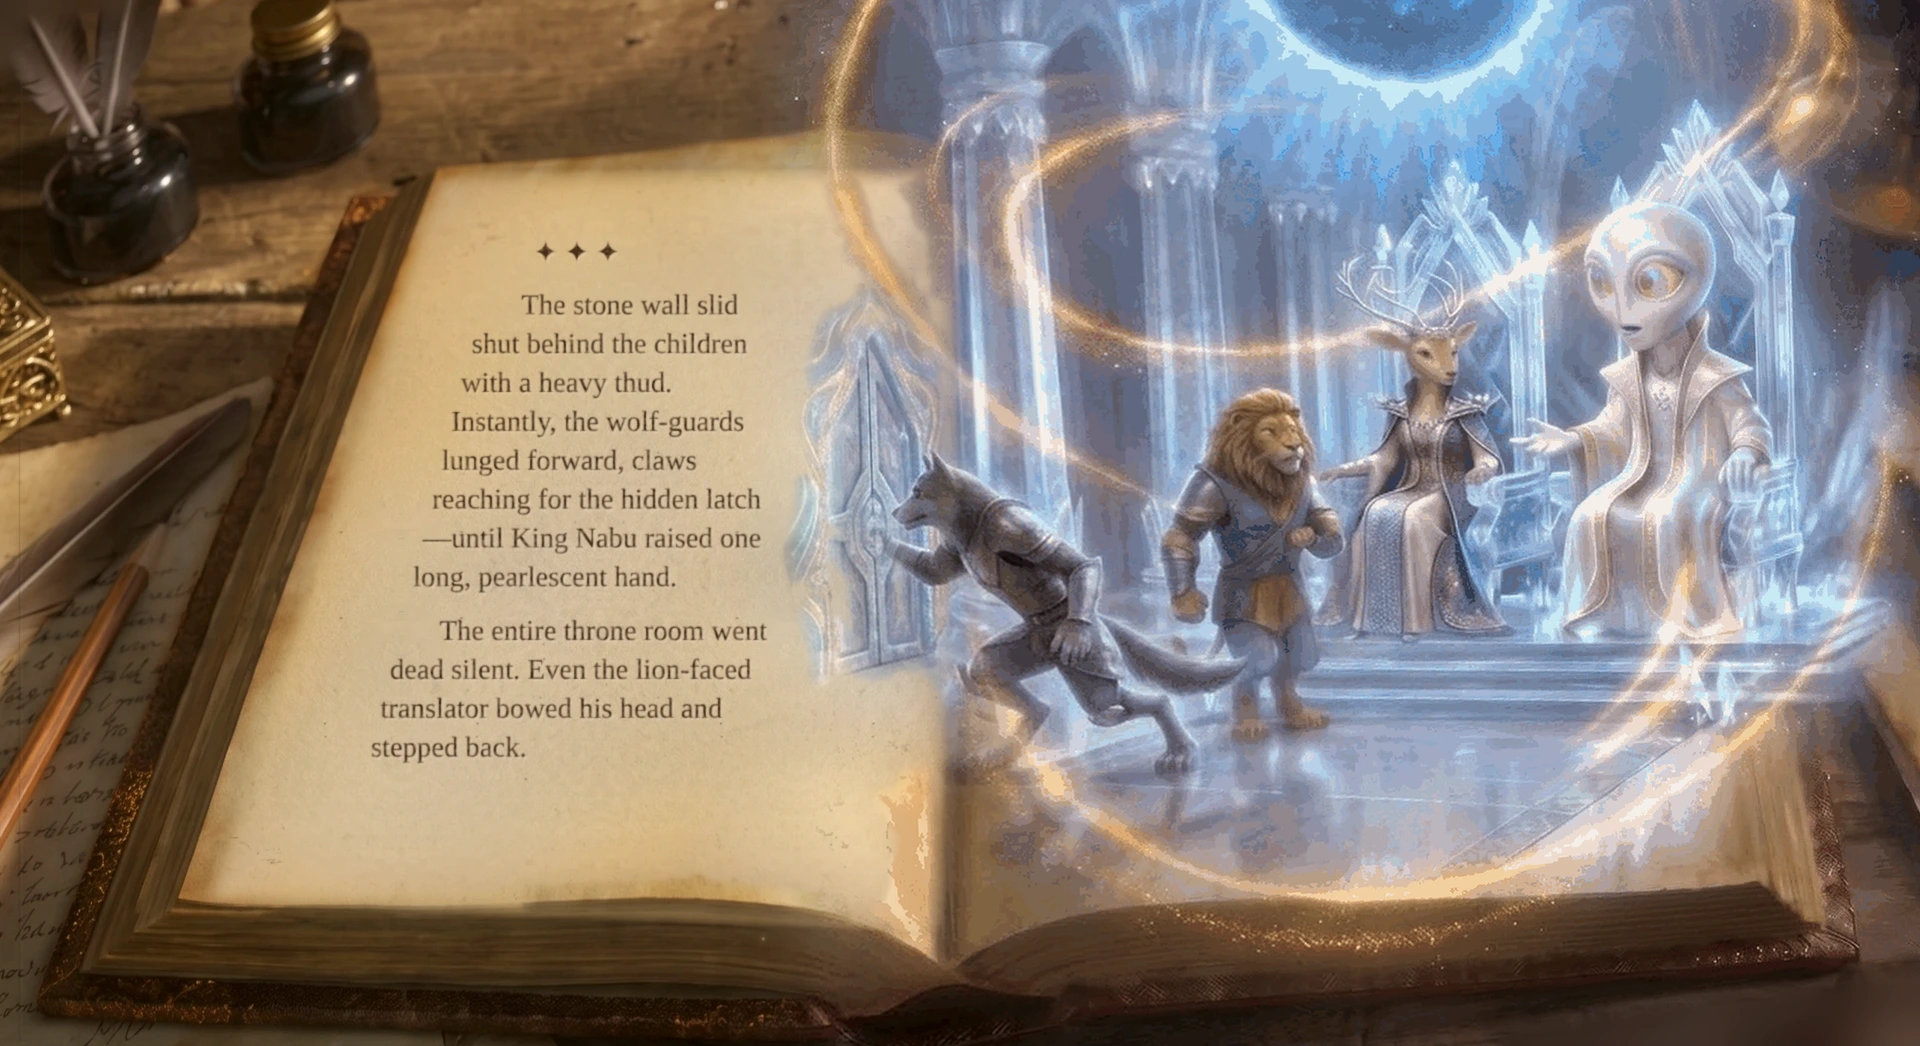 ✦ ✦ ✦
The stone wall slid
shut behind the children
with a heavy thud.
Instantly, the wolf-guards
lunged forward, claws
reaching for the hidden latch
—until King Nabu raised one
long, pearlescent hand.
The entire throne room went
dead silent. Even the lion-faced
translator bowed his head and
stepped back.